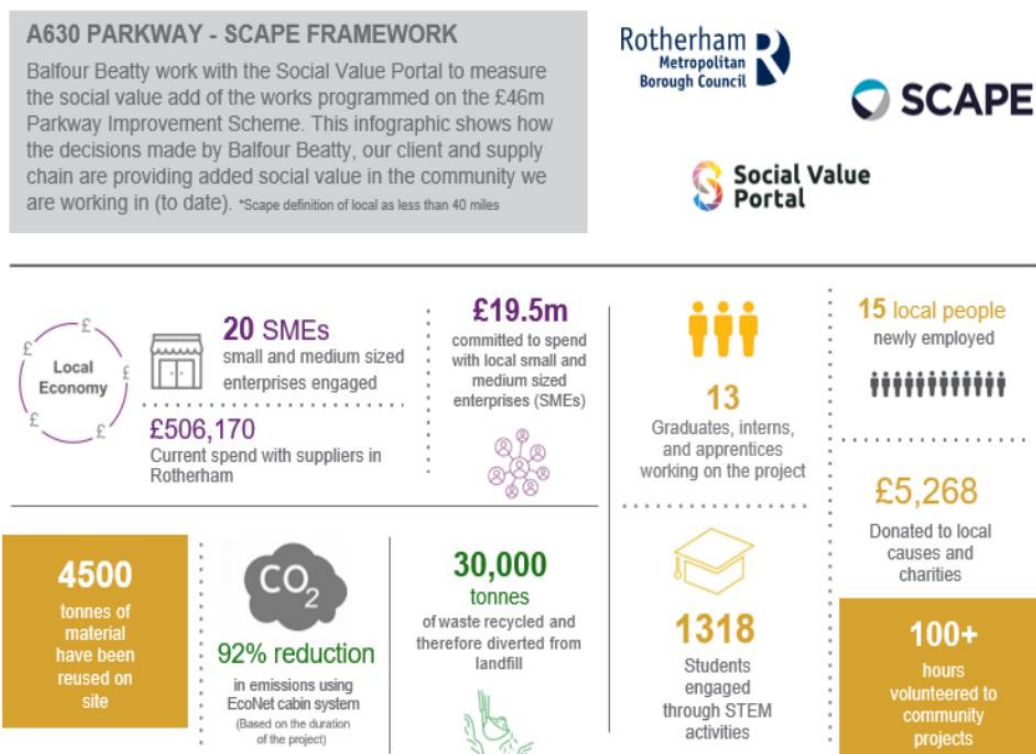 A630 PARKWAY - SCAPE FRAMEWORK
Balfour Beatty work with the Social Value Portal to measure
the social value add of the works programmed on the £46m
Parkway Improvement Scheme. This infographic shows how
the decisions made by Balfour Beatty, our client and supply
chain are providing added social value in the community we
are working in (to date). *Scape definition of local as less than 40 miles
Rotherham
Metropolitan
Borough Council
SCAPE
Social Value
Portal
Local
Economy
£
£
£
£
£
20 SMEs
small and medium sized
enterprises engaged
£506,170
Current spend with suppliers in
Rotherham
£19.5m
committed to spend
with local small and
medium sized
enterprises (SMEs)
13
Graduates, interns,
and apprentices
working on the project
15 local people
newly employed
£5,268
Donated to local
causes and
charities
4500
tonnes of
material
have been
reused on
site
CO2
92% reduction
in emissions using
EcoNet cabin system
(Based on the duration
of the project)
30,000
tonnes
of waste recycled and
therefore diverted from
landfill
1318
Students
engaged
through STEM
activities
100+
hours
volunteered to
community
projects